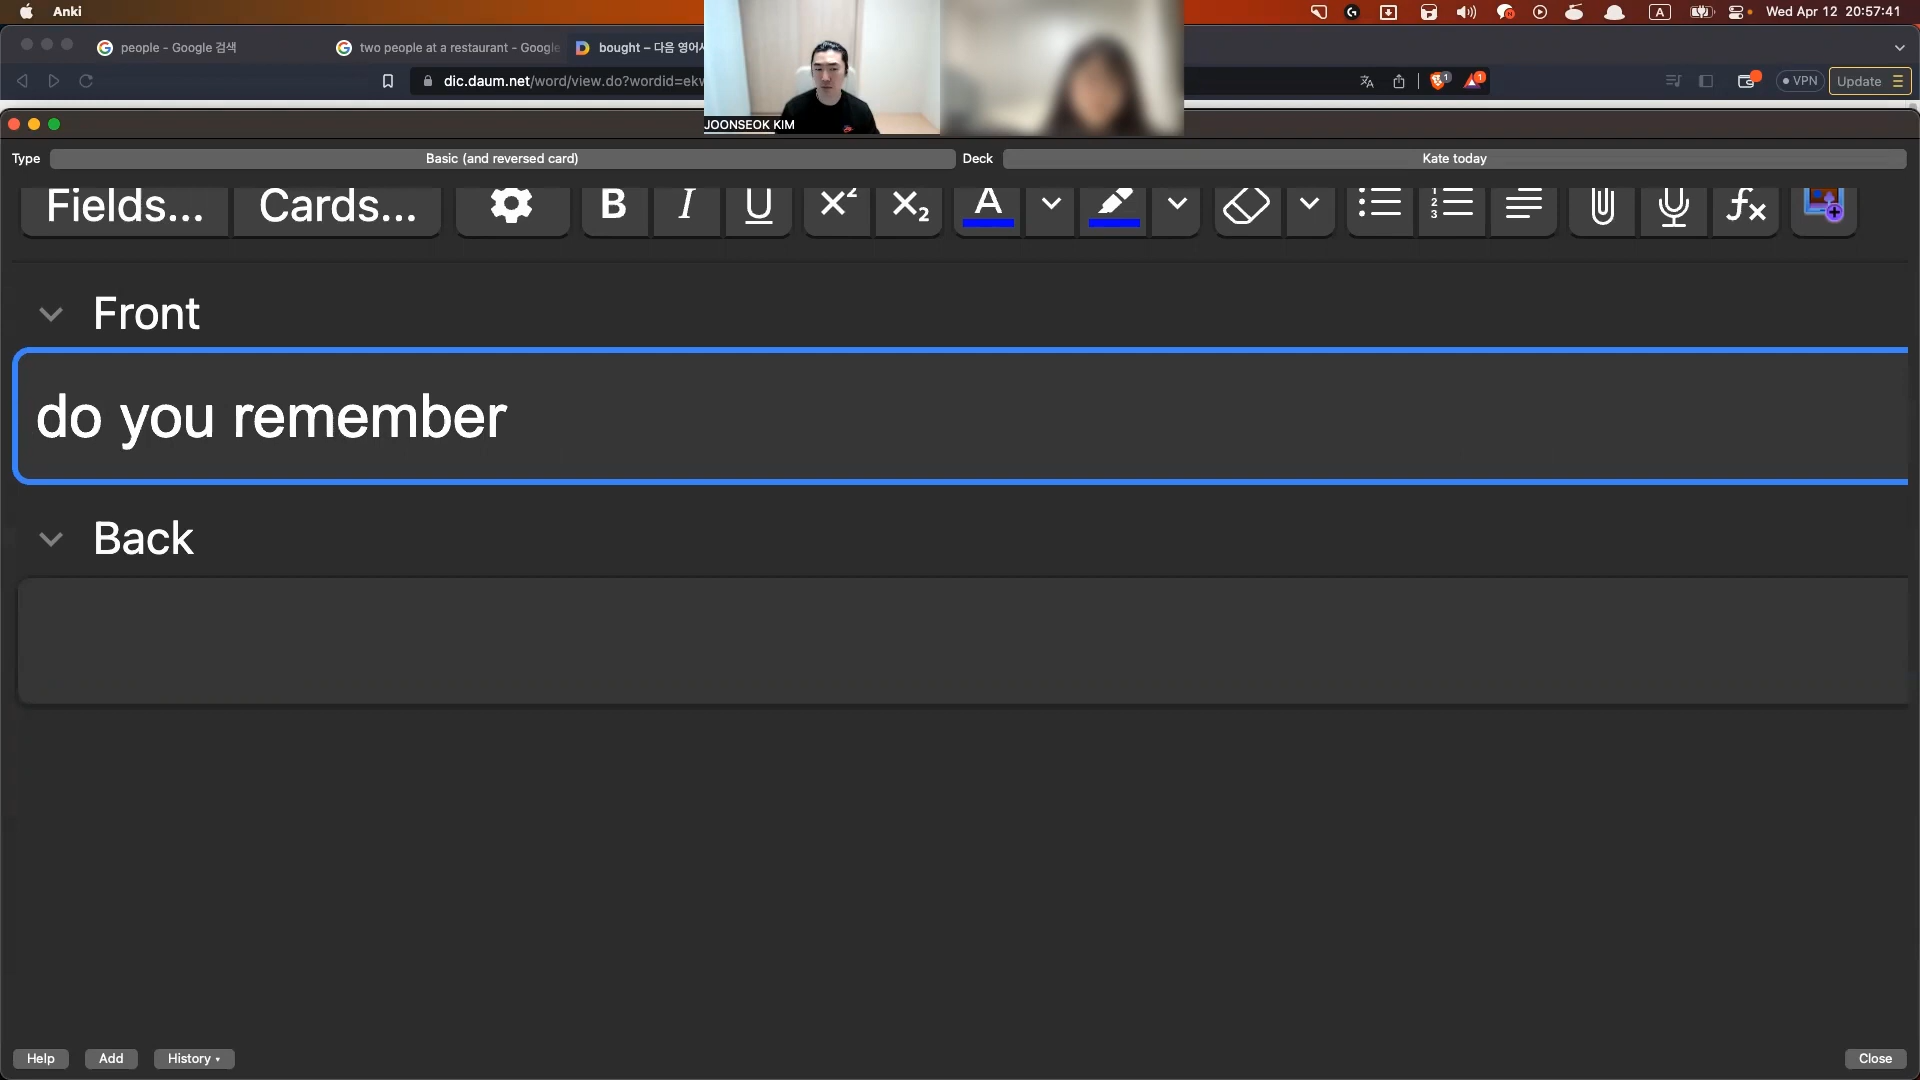 Anki
Wed Apr 12 20:57:41
people - Google 검색
two people at a restaurant - Google
bought – 다음 영어사
dic.daum.net/word/view.do?wordid=ekw
VPN
Update
JOONSEOK KIM
Type
Basic (and reversed card)
Deck
Kate today
Fields...
Cards...
Front
do you remember
Back
Help
Add
History
Close